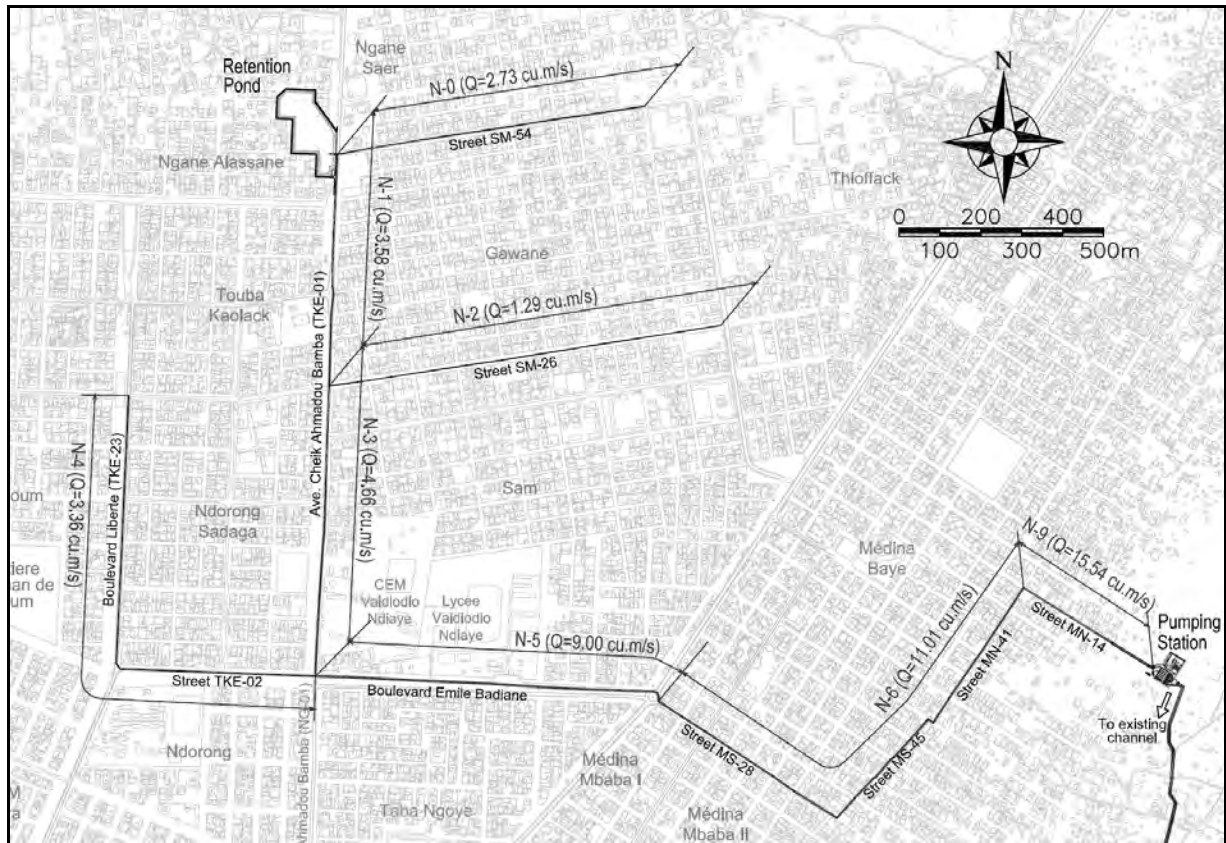 Ngane
Saer
Retention
Pond
N-0 (Q=2.73 cu.m/s)
N
Street SM-54
Ngane Alassane
Thioffack
0 200 400
100 300 500m
N-1 (Q=3.58 cu.m/s)
Gawane
Touba
Kaolack
Ave. Cheik Ahmadou Bamba (TKE-01)
N-2 (Q=1.29 cu.m/s)
Street SM-26
N-4 (Q=3.36 cu.m/s)
Boulevard Liberte (TKE-23)
N-3 (Q=4.66 cu.m/s)
Sam
oum
Ndorong
Sadaga
Médina
Baye
N-9 (Q=15.54 cu.m/s)
diere
an de
um
CEM
Valdiodio
Ndiaye
Lycee
Valdiodio
Ndiaye
N-5 (Q=9.00 cu.m/s)
N-6 (Q=11.01 cu.m/s)
Street MN-14
Street MN-41
Pumping
Station
Street TKE-02
Boulevard Emile Badiane
To existing
channel
Ndorong
Street MS-28
Street MS-45
Médina
Mbaba I
Taba Ngoye
Médina
Mbaba II
M
a